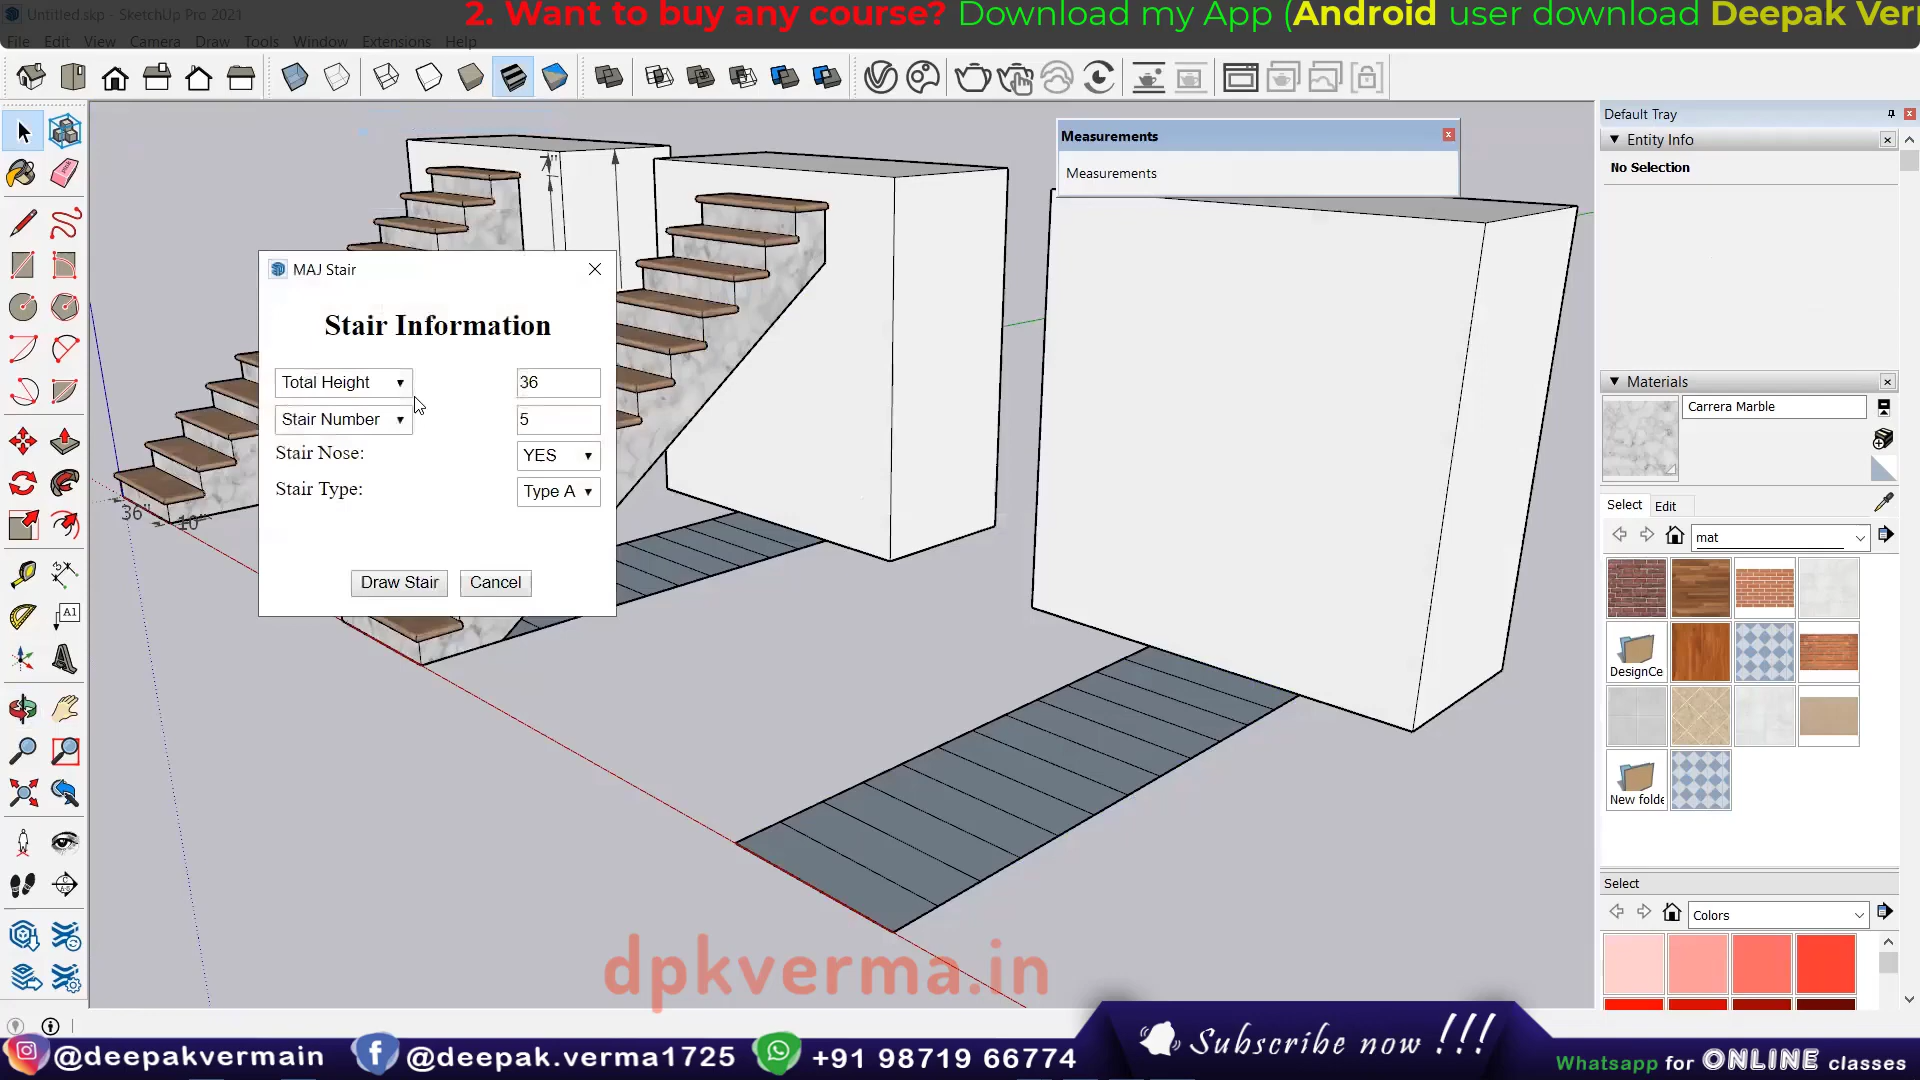 Untitled.skp - SketchUp Pro 2021
2. Want to buy any course? Download my App (Android user download Deepak Ver
File Edit View Camera Draw Tools Window Extensions Help
Default Tray
Measurements
Measurements
Entity Info
No Selection
7"
MAJ Stair
Stair Information
Total Height 36
Stair Number 5
Stair Nose: YES
Stair Type: Type A
Draw Stair Cancel
36" 10"
Materials
Carrera Marble
Select Edit
mat
DesignCe
New folde
Select
Colors
A1
dpkverma.in
Subscribe now !!!
@deepakvermain @deepak.verma1725 +91 98719 66774
Whatsapp for ONLINE classes